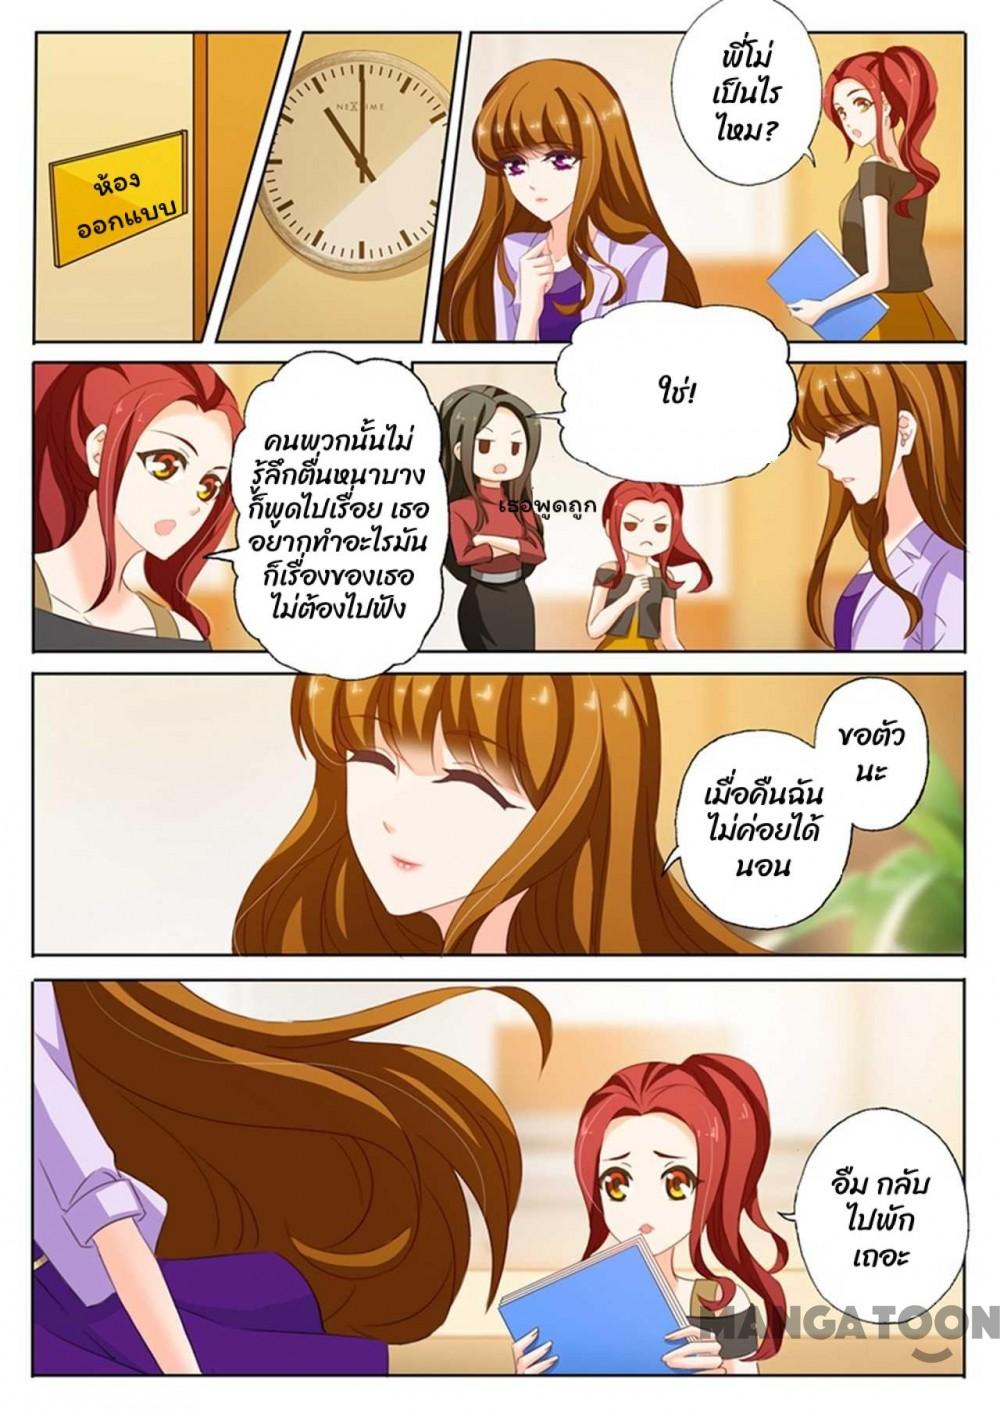 ห้อง
ออกแบบ
NEXTIME
พี่โม่
เป็นไร
ไหม?
คนพวกนั้นไม่
รู้ลึกตื่นหนาบาง
ก็พูดไปเรื่อย เธอ
อยากทำอะไรมัน
ก็เรื่องของเธอ
ไม่ต้องไปฟัง
ใช่!
เธอพูดถูก
ขอตัว
นะ
เมื่อคืนฉัน
ไม่ค่อยได้
นอน
อืม กลับ
ไปพัก
เถอะ
MANGATOON